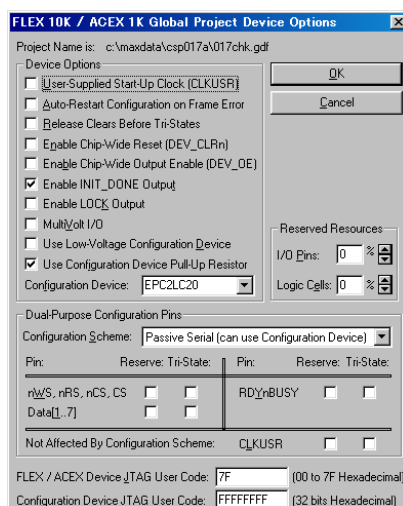 FLEX 10K / ACEX 1K Global Project Device Options
Project Name is: c:\maxdata\csp017a\017chk.gdf
Device Options
User-Supplied Start-Up Clock (CLKUSR)
Auto-Restart Configuration on Frame Error
Release Clears Before Tri-States
Enable Chip-Wide Reset (DEV_CLRn)
Enable Chip-Wide Output Enable (DEV_OE)
Enable INIT_DONE Output
Enable LOCK Output
MultiVolt I/O
Use Low-Voltage Configuration Device
Use Configuration Device Pull-Up Resistor
Configuration Device: EPC2LC20
OK
Cancel
Reserved Resources
I/O Pins: 0 %
Logic Cells: 0 %
Dual-Purpose Configuration Pins
Configuration Scheme: Passive Serial (can use Configuration Device)
Pin: Reserve: Tri-State: Pin: Reserve: Tri-State:
nWS, nRS, nCS, CS RDYnBUSY
Data[1..7]
Not Affected By Configuration Scheme: CLKUSR
FLEX / ACEX Device JTAG User Code: 7F (00 to 7F Hexadecimal)
Configuration Device JTAG User Code: FFFFFFFF (32 bits Hexadecimal)